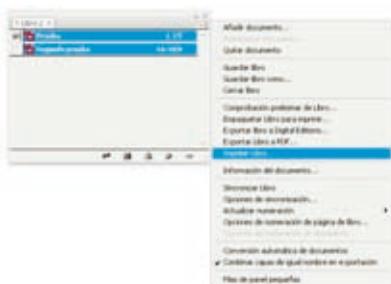 Libro 2
Prueba
Segunda prueba
Añadir documento...
Quitar documento
Guardar libro
Guardar libro como...
Cerrar libro
Comprobación preliminar de Libro...
Empaquetar Libro para imprimir...
Exportar libro a Digital Editions...
Exportar Libro a PDF...
Imprimir Libro
Información del documento...
Sincronizar Libro
Opciones de sincronización...
Actualizar numeración
Opciones de numeración de página de libro...
Conversión automática de documentos
Combinar capas de igual nombre en exportación
Filas de panel pequeñas